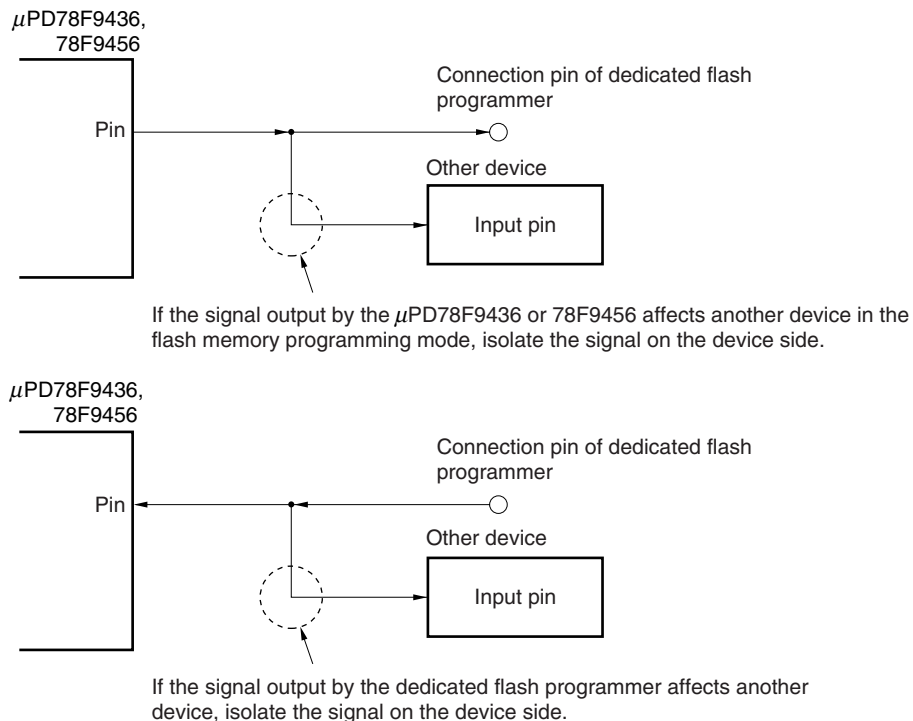 μPD78F9436,
78F9456
Connection pin of dedicated flash
programmer
Pin
Other device
Input pin
If the signal output by the μPD78F9436 or 78F9456 affects another device in the
flash memory programming mode, isolate the signal on the device side.
μPD78F9436,
78F9456
Connection pin of dedicated flash
programmer
Pin
Other device
Input pin
If the signal output by the dedicated flash programmer affects another
device, isolate the signal on the device side.